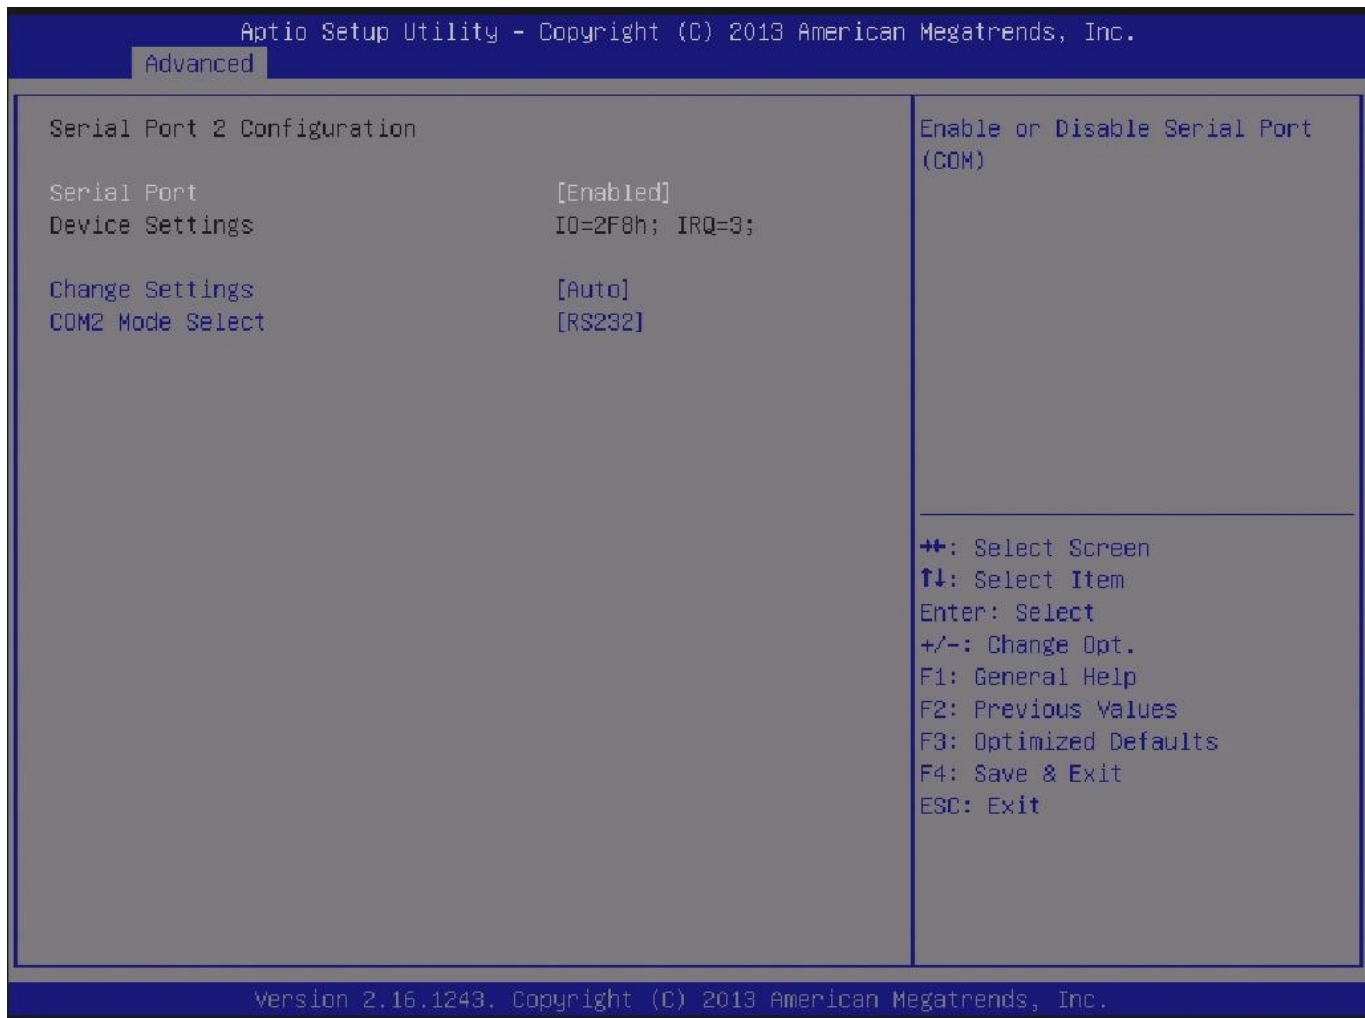 Aptio Setup Utility - Copyright (C) 2013 American Megatrends, Inc.
Advanced
Serial Port 2 Configuration
Serial Port [Enabled]
Device Settings IO=2F8h; IRQ=3;
Change Settings [Auto]
COM2 Mode Select [RS232]
Enable or Disable Serial Port
(COM)
→←: Select Screen
↑↓: Select Item
Enter: Select
+/-: Change Opt.
F1: General Help
F2: Previous Values
F3: Optimized Defaults
F4: Save & Exit
ESC: Exit
Version 2.16.1243. Copyright (C) 2013 American Megatrends, Inc.